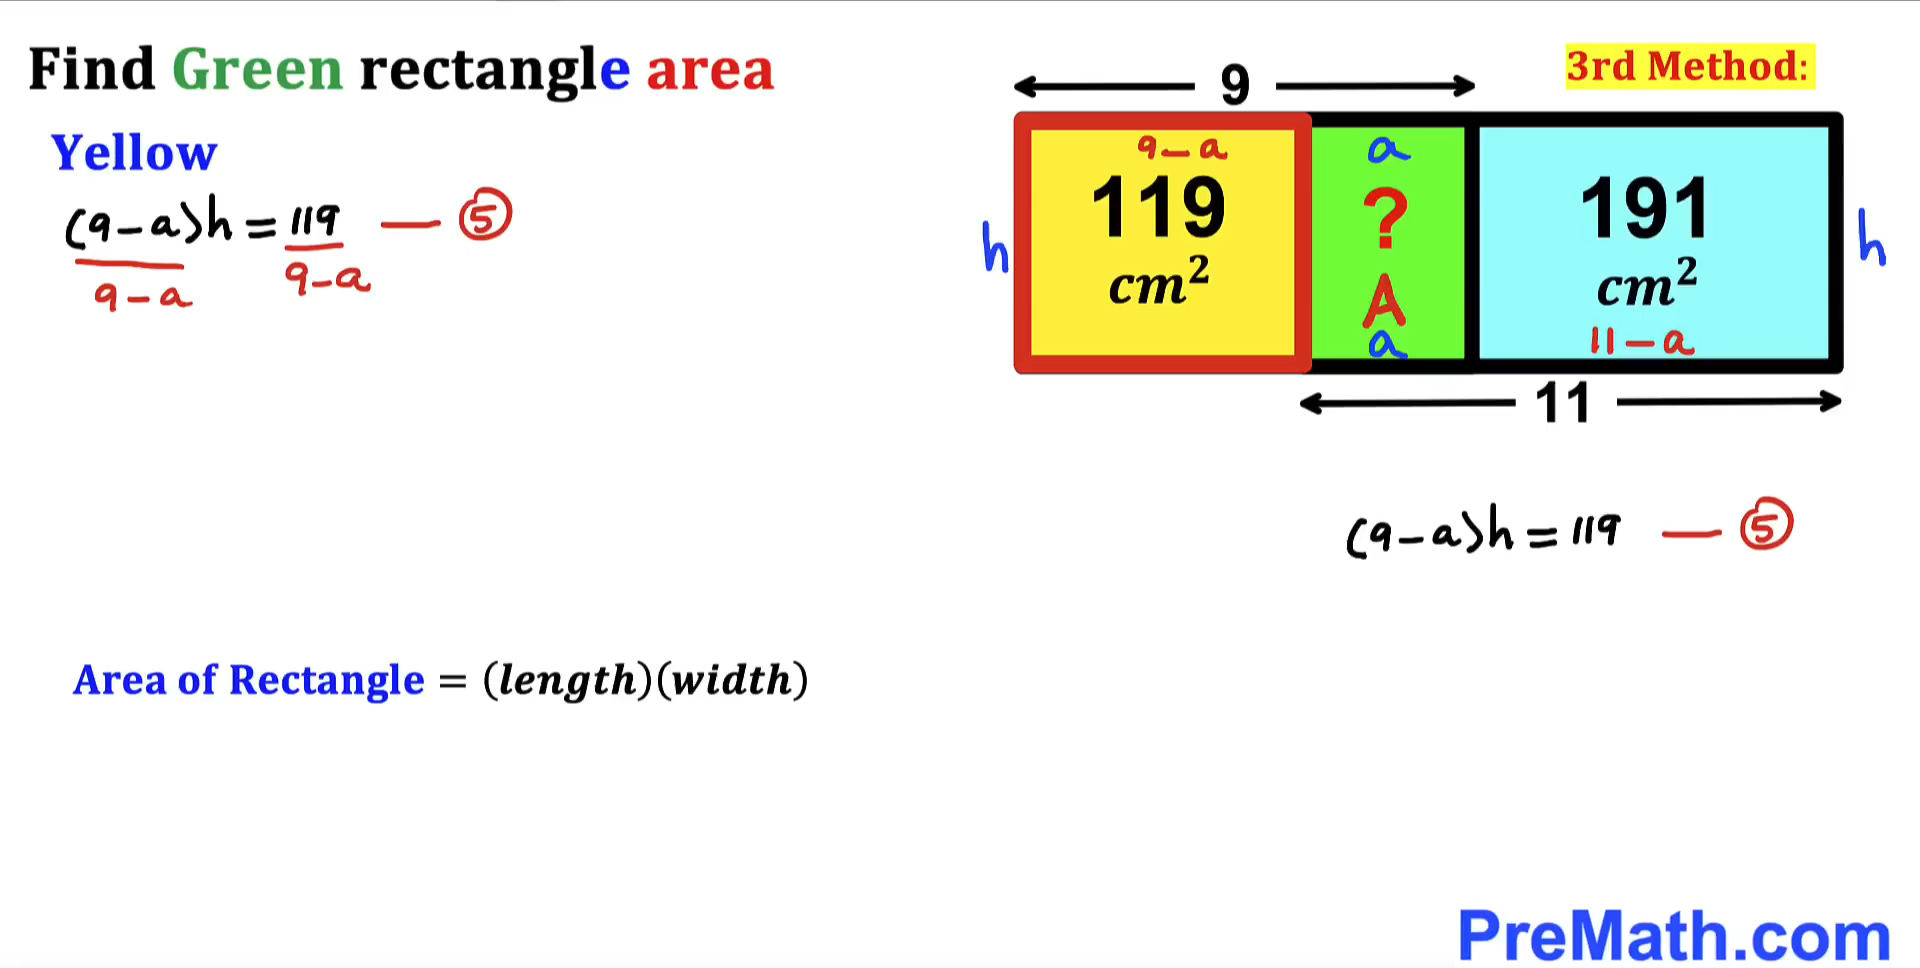 Find Green rectangle area
3rd Method:
9
Yellow
(9-a)h = 119 — ⑤
9-a
9-a
9-a
119
cm²
a
?
A
a
191
cm²
11-a
h
h
11
(9-a)h = 119 — ⑤
Area of Rectangle = (length)(width)
PreMath.com